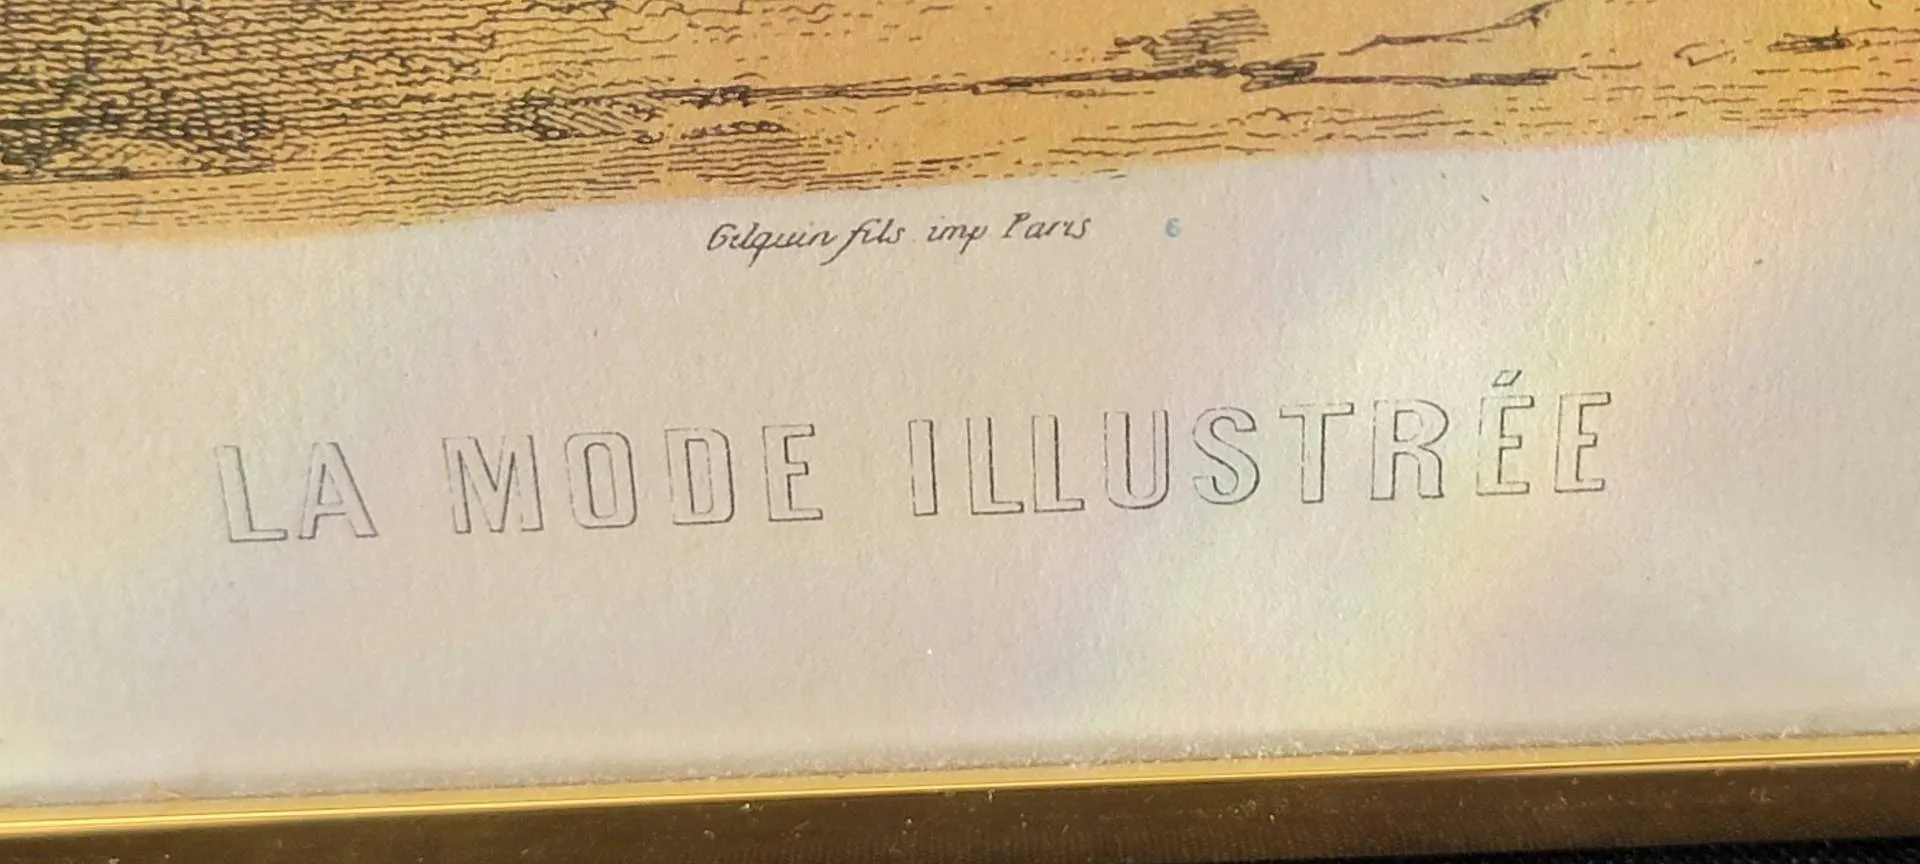 Gilquin fils imp Paris 6
LA MODE ILLUSTRÉE